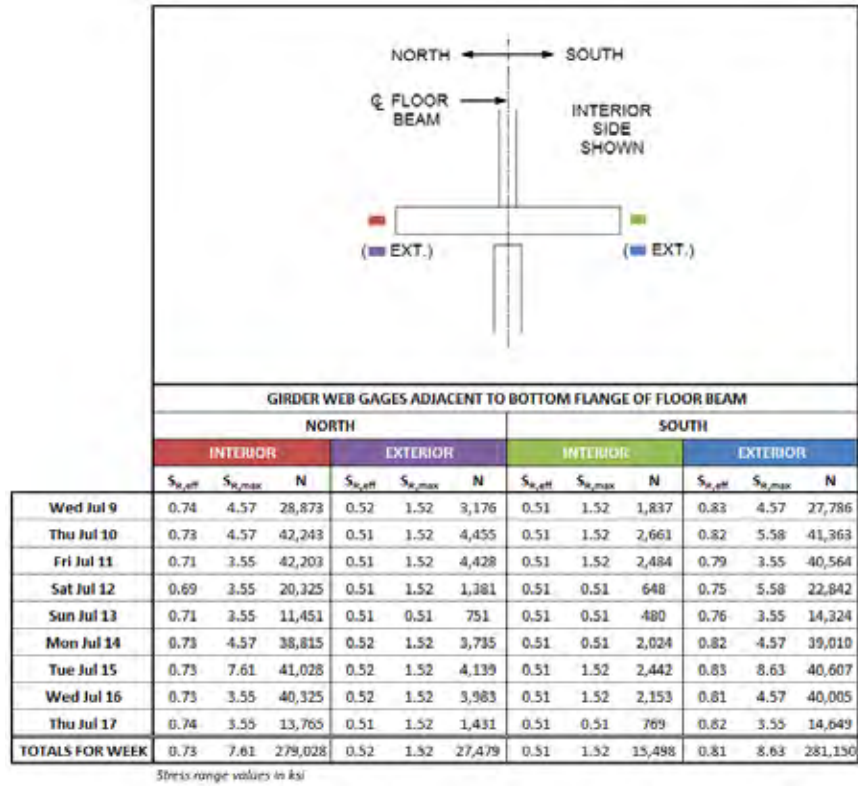 NORTH SOUTH
℄ FLOOR BEAM
INTERIOR SIDE SHOWN
( EXT.) ( EXT.)
GIRDER WEB GAGES ADJACENT TO BOTTOM FLANGE OF FLOOR BEAM
NORTH SOUTH
INTERIOR EXTERIOR INTERIOR EXTERIOR
SR,eff SR,max N SR,eff SR,max N SR,eff SR,max N SR,eff SR,max N
Wed Jul 9 0.74 4.57 28,873 0.52 1.52 3,176 0.51 1.52 1,837 0.83 4.57 27,786
Thu Jul 10 0.73 4.57 42,243 0.52 1.52 4,455 0.51 1.52 2,661 0.82 5.58 41,363
Fri Jul 11 0.71 3.55 42,203 0.51 1.52 4,428 0.51 1.52 2,484 0.79 3.55 40,564
Sat Jul 12 0.69 3.55 20,325 0.51 1.52 1,381 0.51 0.51 648 0.75 5.58 22,842
Sun Jul 13 0.71 3.55 11,451 0.51 0.51 751 0.51 0.51 480 0.76 3.55 14,324
Mon Jul 14 0.73 4.57 38,815 0.52 1.52 3,735 0.51 0.51 2,024 0.82 4.57 39,010
Tue Jul 15 0.73 7.61 41,028 0.52 1.52 4,139 0.51 1.52 2,442 0.83 8.63 40,607
Wed Jul 16 0.73 3.55 40,325 0.52 1.52 3,983 0.51 1.52 2,153 0.81 4.57 40,005
Thu Jul 17 0.74 3.55 13,765 0.51 1.52 1,431 0.51 0.51 769 0.82 3.55 14,649
TOTALS FOR WEEK 0.73 7.61 279,028 0.52 1.52 27,479 0.51 1.52 15,498 0.81 8.63 281,150
Stress range values in ksi